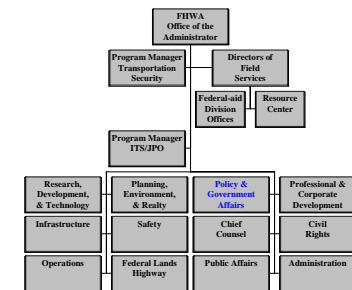 FHWA
Office of the
Administrator
Program Manager
Transportation
Security
Directors of
Field
Services
Federal-aid
Division
Offices
Resource
Center
Program Manager
ITS/JPO
Research,
Development,
& Technology
Planning,
Environment,
& Realty
Policy &
Government
Affairs
Professional &
Corporate
Development
Infrastructure
Safety
Chief
Counsel
Civil
Rights
Operations
Federal Lands
Highway
Public Affairs
Administration